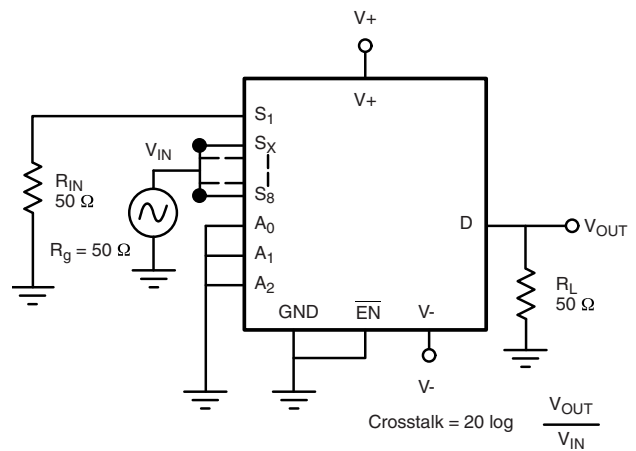 V+
V+
S1
SX
VIN
RIN
50 Ω
S8
Rg = 50 Ω
A0
A1
A2
D
VOUT
RL
50 Ω
GND
EN
V-
V-
Crosstalk = 20 log VOUT
VIN